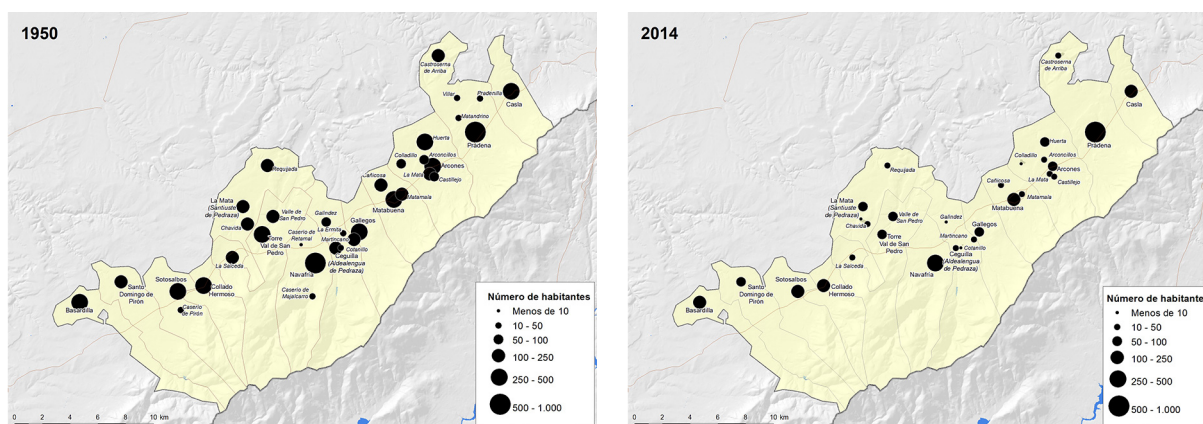 1950
Castroserna
de Arriba
Villar
Pradenilla
Casla
Matandrino
Prádena
Huerta
Colladillo
Arconcillos
Arcones
La Mata
Castillejo
Cañicosa
Matamala
Matabuena
Requijada
La Mata
(Santiuste
de Pedraza)
Valle de
San Pedro
Galíndez
Chavida
La Ermita
Gallegos
Torre
Val de San
Pedro
Caserío de
Retamal
Martincano
Cotanillo
Ceguilla
(Aldealengua
de Pedraza)
La Salceda
Navafría
Santo
Domingo de
Pirón
Sotosalbos
Collado
Hermoso
Caserío de
Majalcarro
Basardilla
Caserío
de Pirón
Número de habitantes
Menos de 10
10 - 50
50 - 100
100 - 250
250 - 500
500 - 1.000
0 2 4 6 8 10 km
2014
Castroserna
de Arriba
Casla
Prádena
Huerta
Colladillo
Arconcillos
Arcones
La Mata
Castillejo
Cañicosa
Matamala
Matabuena
Requijada
La Mata
(Santiuste
de Pedraza)
Valle de
San Pedro
Galíndez
Chavida
Gallegos
Torre
Val de San
Pedro
Martincano
Cotanillo
Ceguilla
(Aldealengua
de Pedraza)
La Salceda
Navafría
Santo
Domingo de
Pirón
Sotosalbos
Collado
Hermoso
Basardilla
Número de habitantes
Menos de 10
10 - 50
50 - 100
100 - 250
250 - 500
500 - 1.000
0 2 4 6 8 10 km